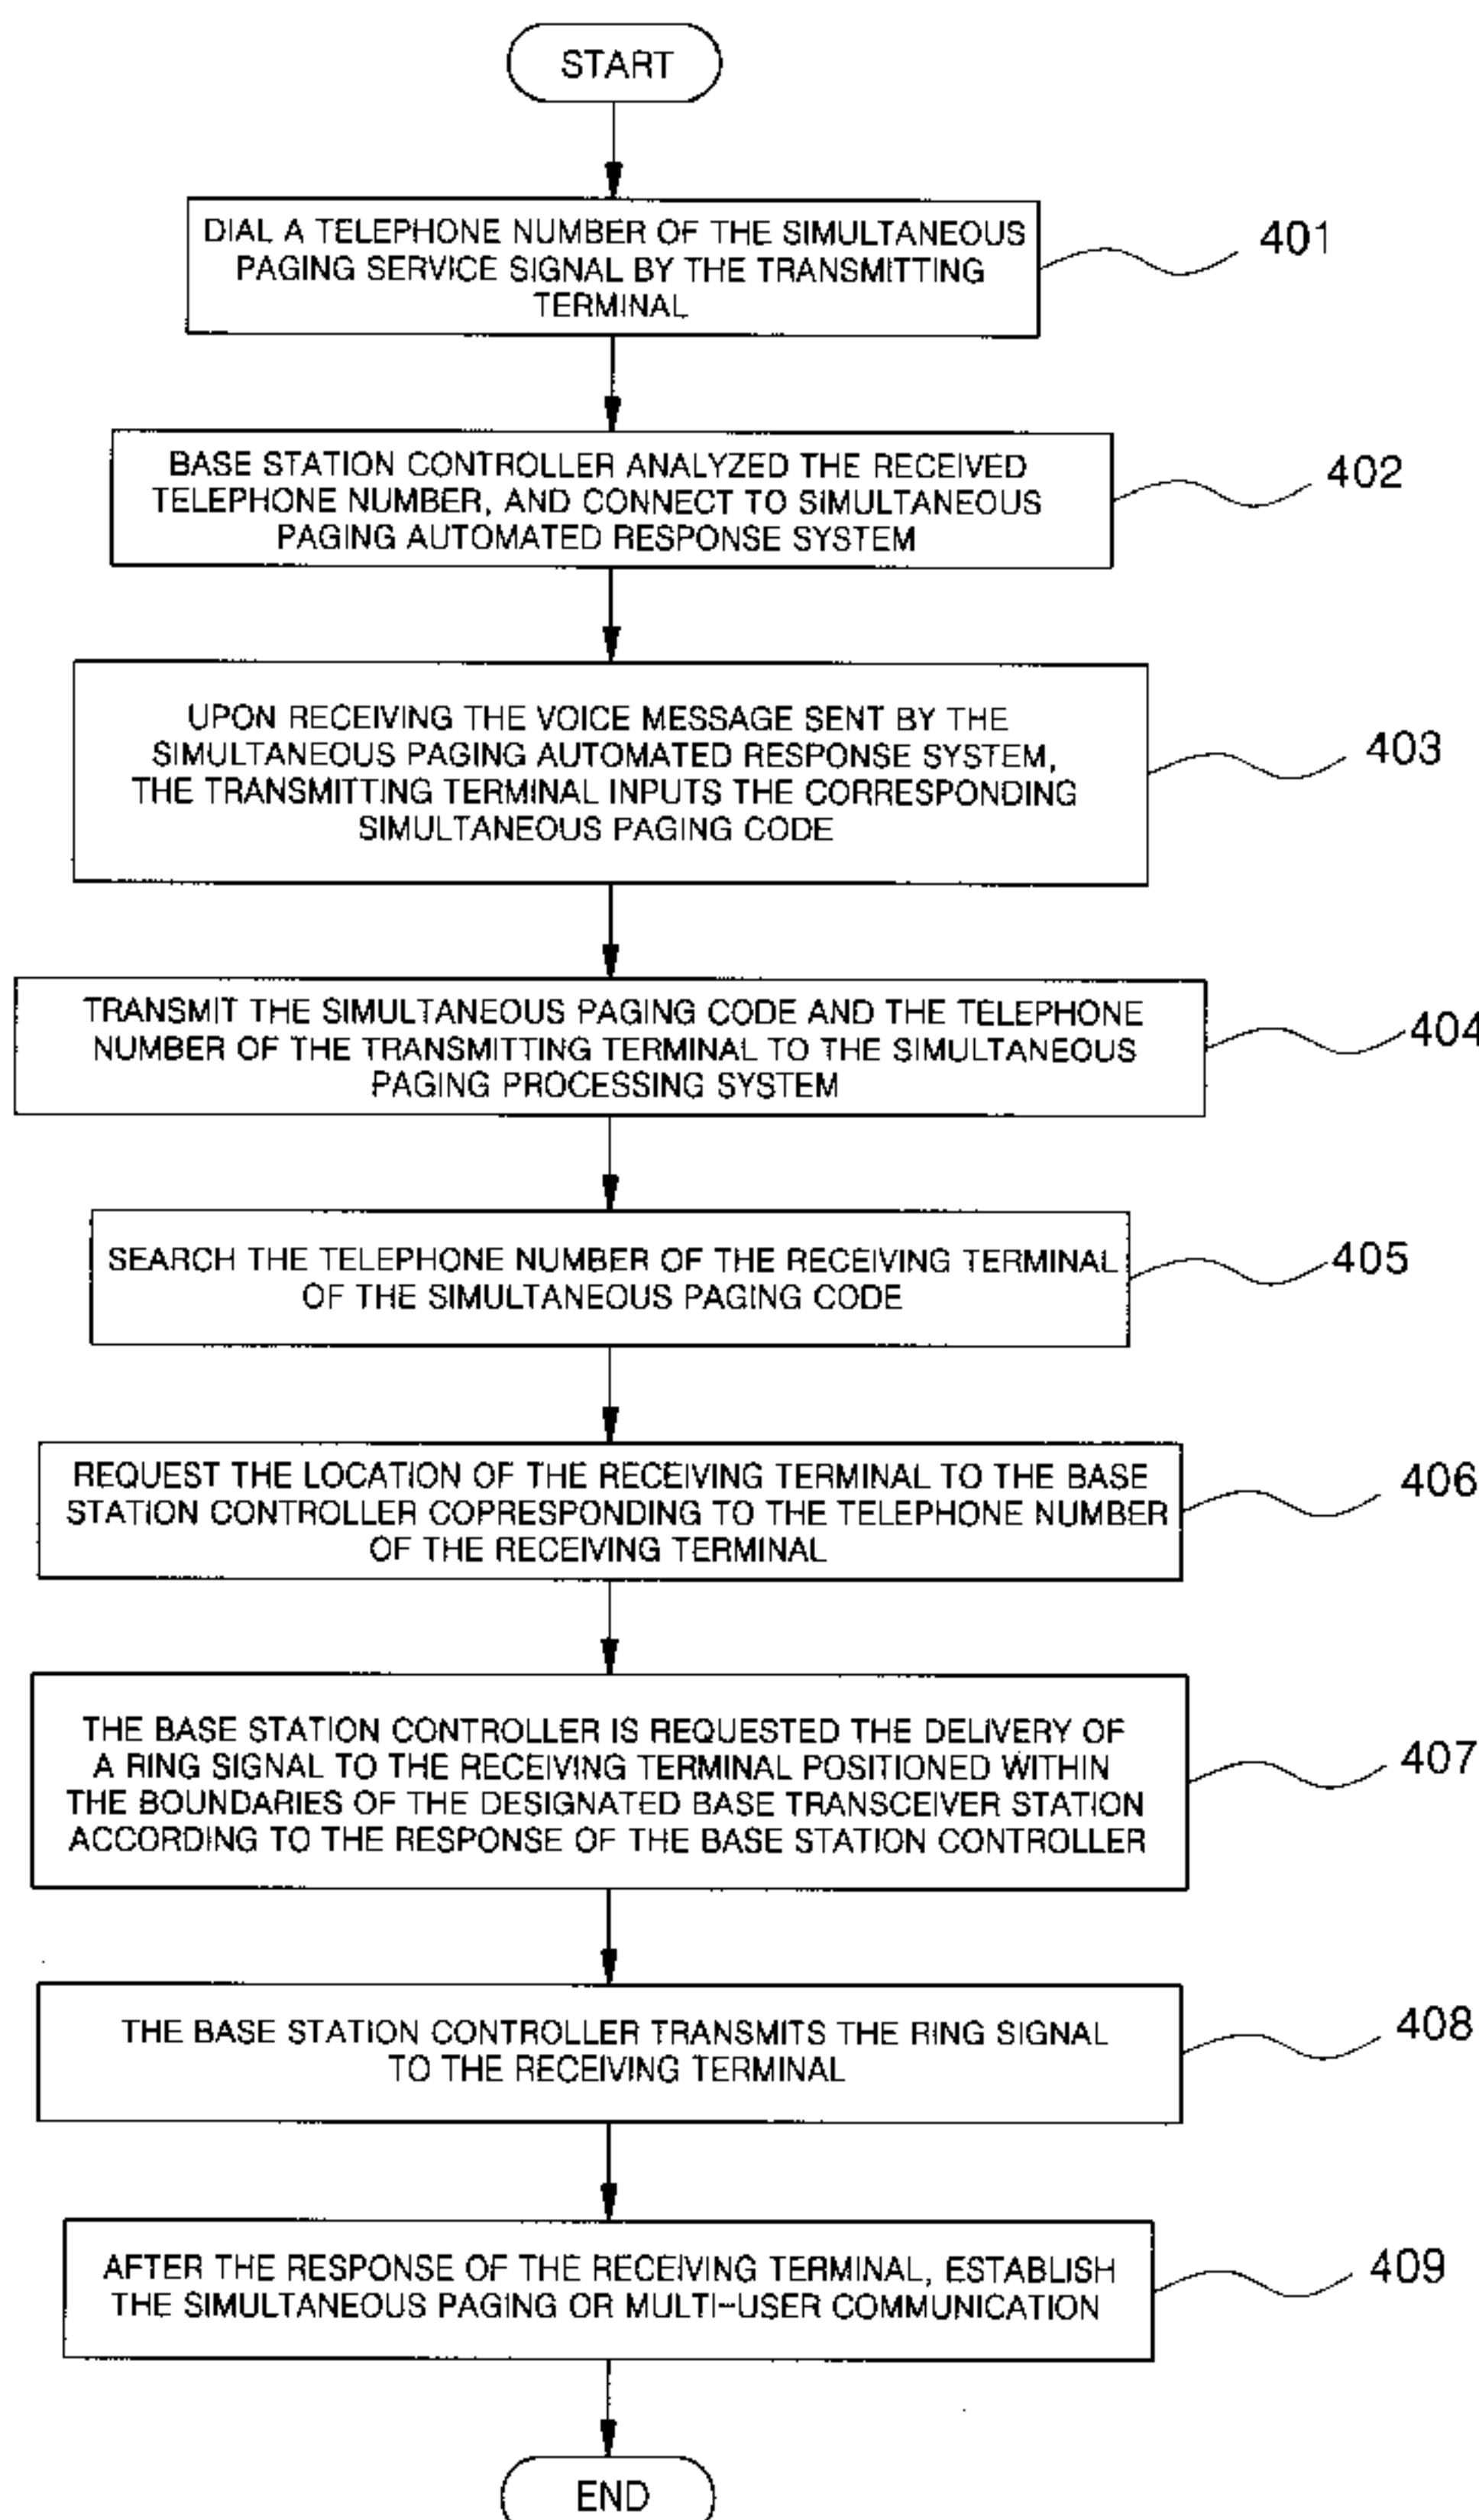 START
DIAL A TELEPHONE NUMBER OF THE SIMULTANEOUS
PAGING SERVICE SIGNAL BY THE TRANSMITTING
TERMINAL
401
BASE STATION CONTROLLER ANALYZED THE RECEIVED
TELEPHONE NUMBER, AND CONNECT TO SIMULTANEOUS
PAGING AUTOMATED RESPONSE SYSTEM
402
UPON RECEIVING THE VOICE MESSAGE SENT BY THE
SIMULTANEOUS PAGING AUTOMATED RESPONSE SYSTEM,
THE TRANSMITTING TERMINAL INPUTS THE CORRESPONDING
SIMULTANEOUS PAGING CODE
403
TRANSMIT THE SIMULTANEOUS PAGING CODE AND THE TELEPHONE
NUMBER OF THE TRANSMITTING TERMINAL TO THE SIMULTANEOUS
PAGING PROCESSING SYSTEM
404
SEARCH THE TELEPHONE NUMBER OF THE RECEIVING TERMINAL
OF THE SIMULTANEOUS PAGING CODE
405
REQUEST THE LOCATION OF THE RECEIVING TERMINAL TO THE BASE
STATION CONTROLLER COPRESPONDING TO THE TELEPHONE NUMBER
OF THE RECEIVING TERMINAL
406
THE BASE STATION CONTROLLER IS REQUESTED THE DELIVERY OF
A RING SIGNAL TO THE RECEIVING TERMINAL POSITIONED WITHIN
THE BOUNDARIES OF THE DESIGNATED BASE TRANSCEIVER STATION
ACCORDING TO THE RESPONSE OF THE BASE STATION CONTROLLER
407
THE BASE STATION CONTROLLER TRANSMITS THE RING SIGNAL
TO THE RECEIVING TERMINAL
408
AFTER THE RESPONSE OF THE RECEIVING TERMINAL, ESTABLISH
THE SIMULTANEOUS PAGING OR MULTI-USER COMMUNICATION
409
END